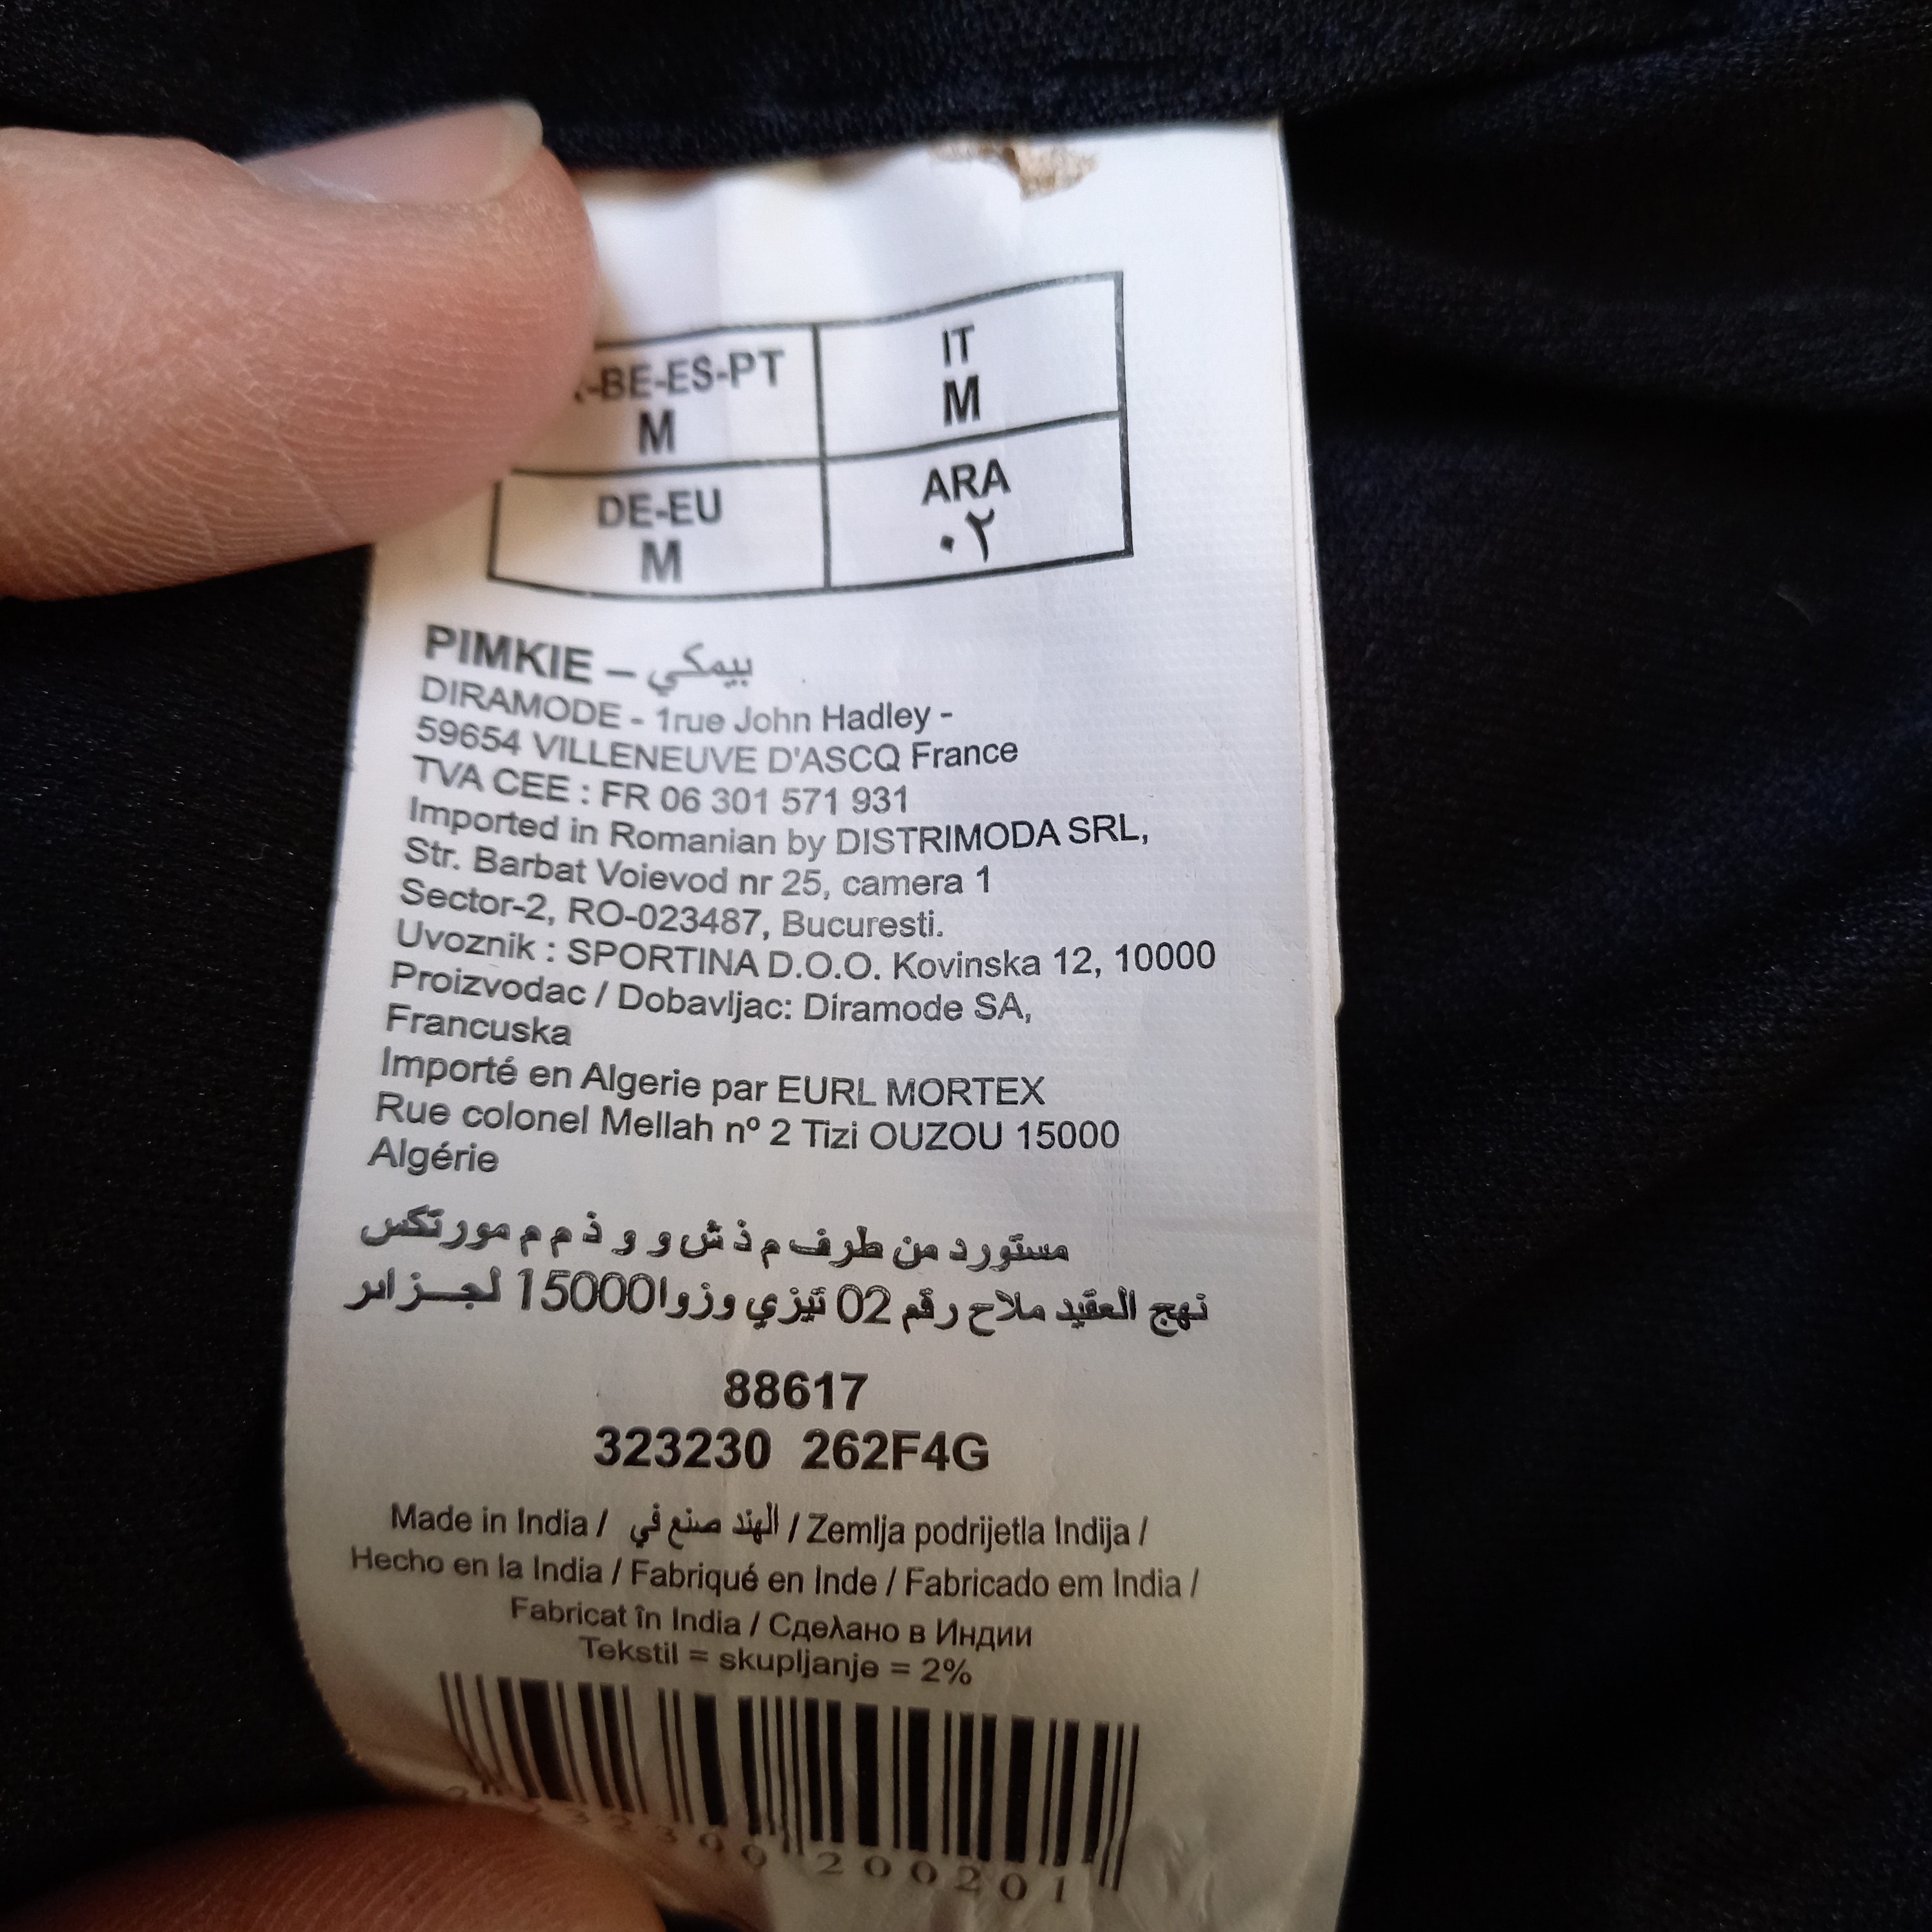 -BE-ES-PT
M
IT
M
DE-EU
M
ARA
٠٢
PIMKIE – بيمكي
DIRAMODE - 1rue John Hadley -
59654 VILLENEUVE D'ASCQ France
TVA CEE : FR 06 301 571 931
Imported in Romanian by DISTRIMODA SRL,
Str. Barbat Voievod nr 25, camera 1
Sector-2, RO-023487, Bucuresti.
Uvoznik : SPORTINA D.O.O. Kovinska 12, 10000
Proizvodac / Dobavljac: Diramode SA,
Francuska
Importé en Algerie par EURL MORTEX
Rue colonel Mellah nº 2 Tizi OUZOU 15000
Algérie
مستورد من طرف م ذ ش و و ذ م م مورتكس
نهج العقيد ملاح رقم 02 تيزي وزوا15000 لجـزائر
88617
323230 262F4G
Made in India / الهند صنع في / Zemlja podrijetla Indija /
Hecho en la India / Fabriqué en Inde / Fabricado em India /
Fabricat în India / Сдеλано в Индии
Tekstil = skupljanje = 2%
200201